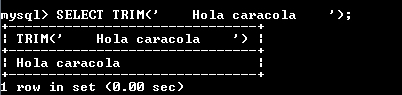 mysql> SELECT TRIM('    Hola caracola    ');
+------------------------------+
| TRIM('    Hola caracola    ') |
+------------------------------+
| Hola caracola                |
+------------------------------+
1 row in set (0.00 sec)